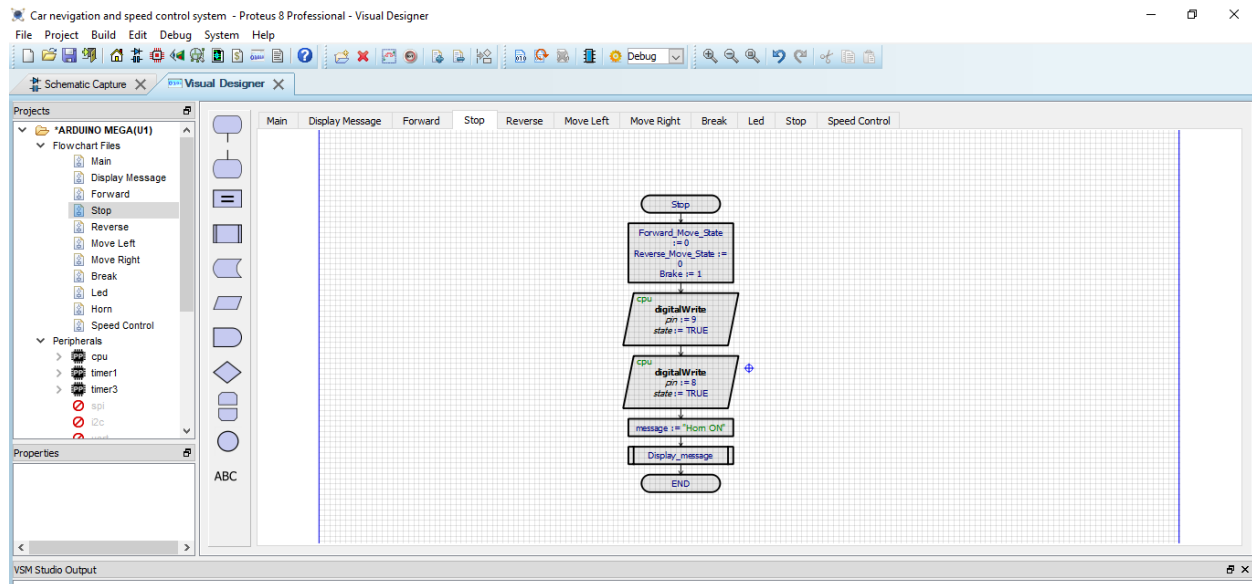 Car nevigation and speed control system - Proteus 8 Professional - Visual Designer
File Project Build Edit Debug System Help
Debug
Schematic Capture
Visual Designer
Projects
*ARDUINO MEGA(U1)
Flowchart Files
Main
Display Message
Forward
Stop
Reverse
Move Left
Move Right
Break
Led
Horn
Speed Control
Peripherals
cpu
timer1
timer3
spi
i2c
Properties
ABC
Main Display Message Forward Stop Reverse Move Left Move Right Break Led Stop Speed Control
Stop
Forward_Move_State
:= 0
Reverse_Move_State :=
0
Brake := 1
cpu
digitalWrite
pin := 9
state := TRUE
cpu
digitalWrite
pin := 8
state := TRUE
message := "Horn ON"
Display_message
END
VSM Studio Output